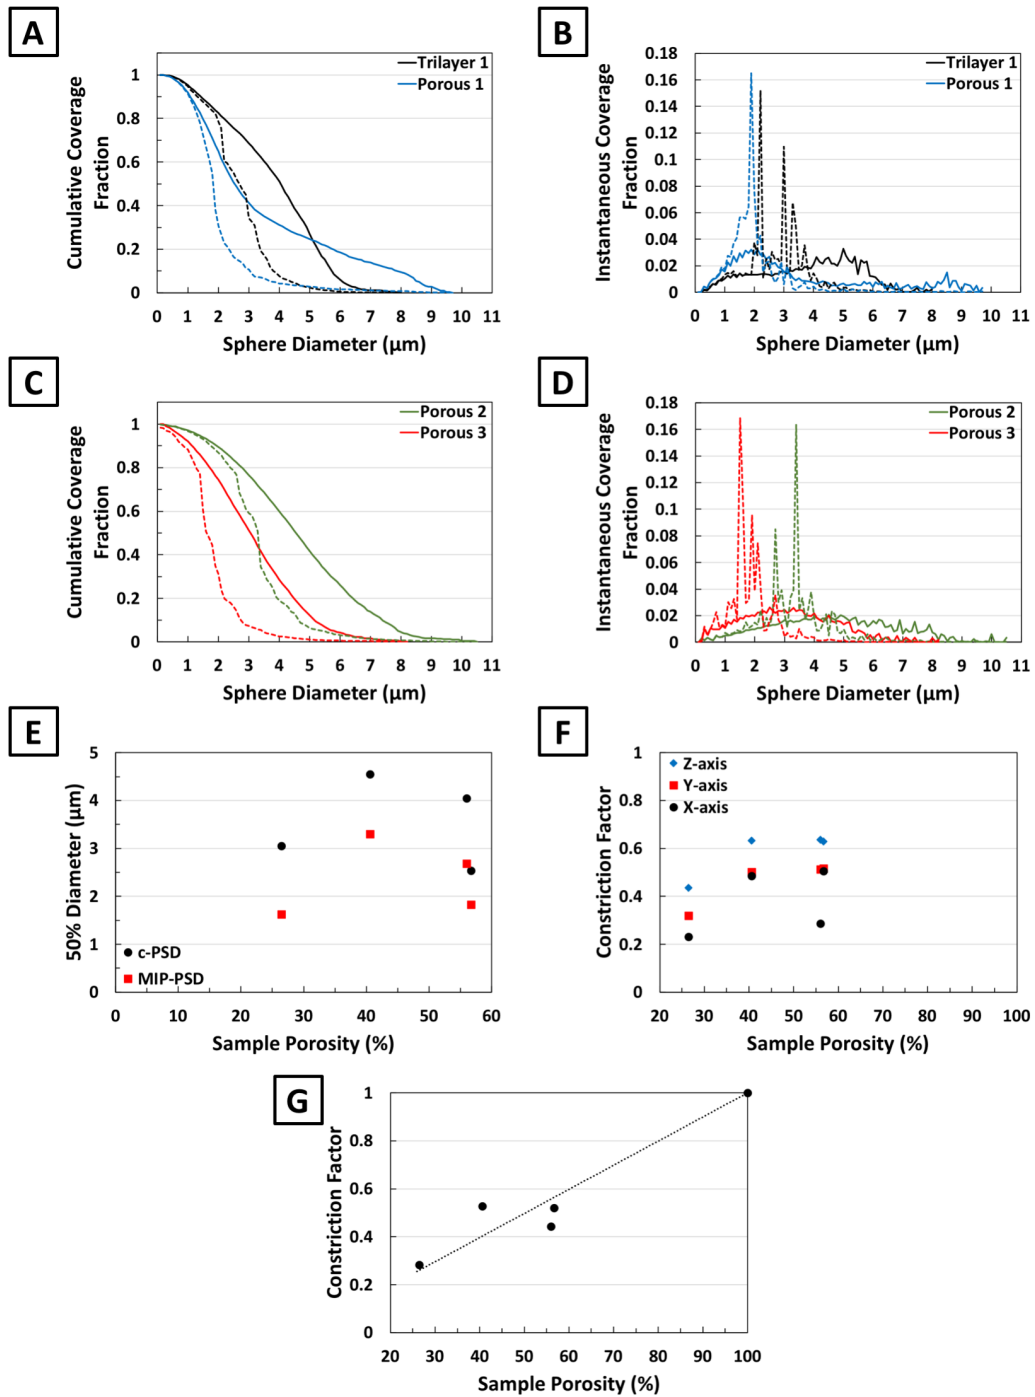 A
B
Cumulative Coverage
Fraction
1
0.8
0.6
0.4
0.2
0
0 1 2 3 4 5 6 7 8 9 10 11
Sphere Diameter (µm)
Trilayer 1
Porous 1
Instantaneous Coverage
Fraction
0.18
0.16
0.14
0.12
0.1
0.08
0.06
0.04
0.02
0
0 1 2 3 4 5 6 7 8 9 10 11
Sphere Diameter (µm)
Trilayer 1
Porous 1
C
D
Cumulative Coverage
Fraction
1
0.8
0.6
0.4
0.2
0
0 1 2 3 4 5 6 7 8 9 10 11
Sphere Diameter (µm)
Porous 2
Porous 3
Instantaneous Coverage
Fraction
0.18
0.16
0.14
0.12
0.1
0.08
0.06
0.04
0.02
0
0 1 2 3 4 5 6 7 8 9 10 11
Sphere Diameter (µm)
Porous 2
Porous 3
E
F
50% Diameter (µm)
5
4
3
2
1
0
0 10 20 30 40 50 60
Sample Porosity (%)
c-PSD
MIP-PSD
Constriction Factor
1
0.8
0.6
0.4
0.2
0
20 30 40 50 60 70 80 90 100
Sample Porosity (%)
Z-axis
Y-axis
X-axis
G
Constriction Factor
1
0.8
0.6
0.4
0.2
0
20 30 40 50 60 70 80 90 100
Sample Porosity (%)